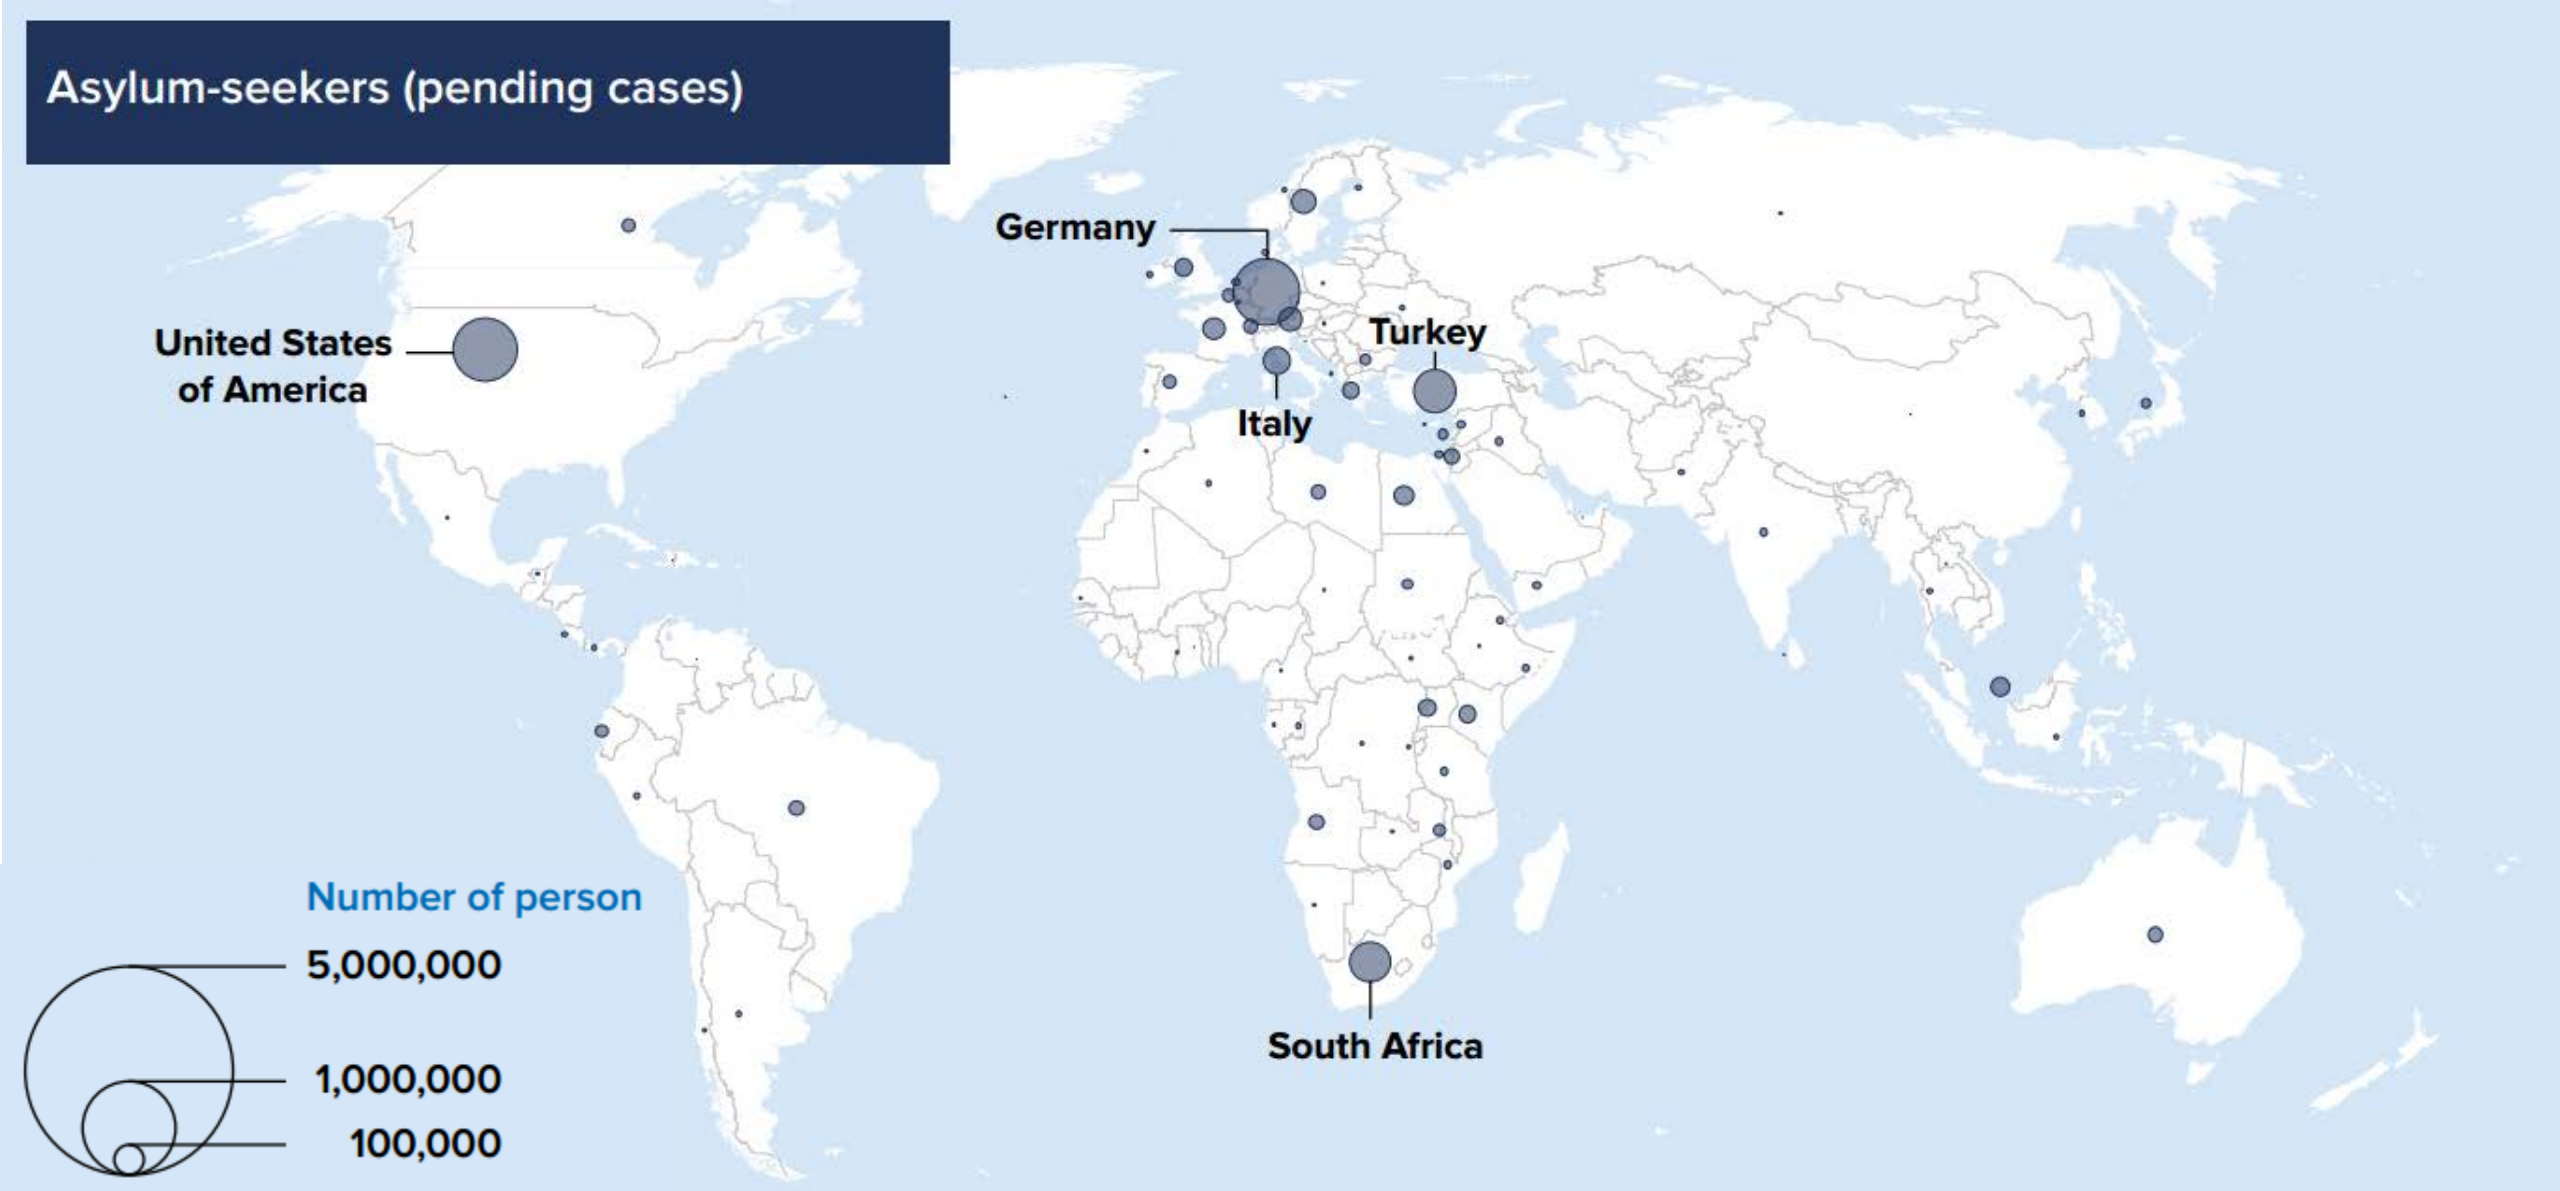 Asylum-seekers (pending cases)
Germany
United States
of America
Turkey
Italy
South Africa
Number of person
5,000,000
1,000,000
100,000